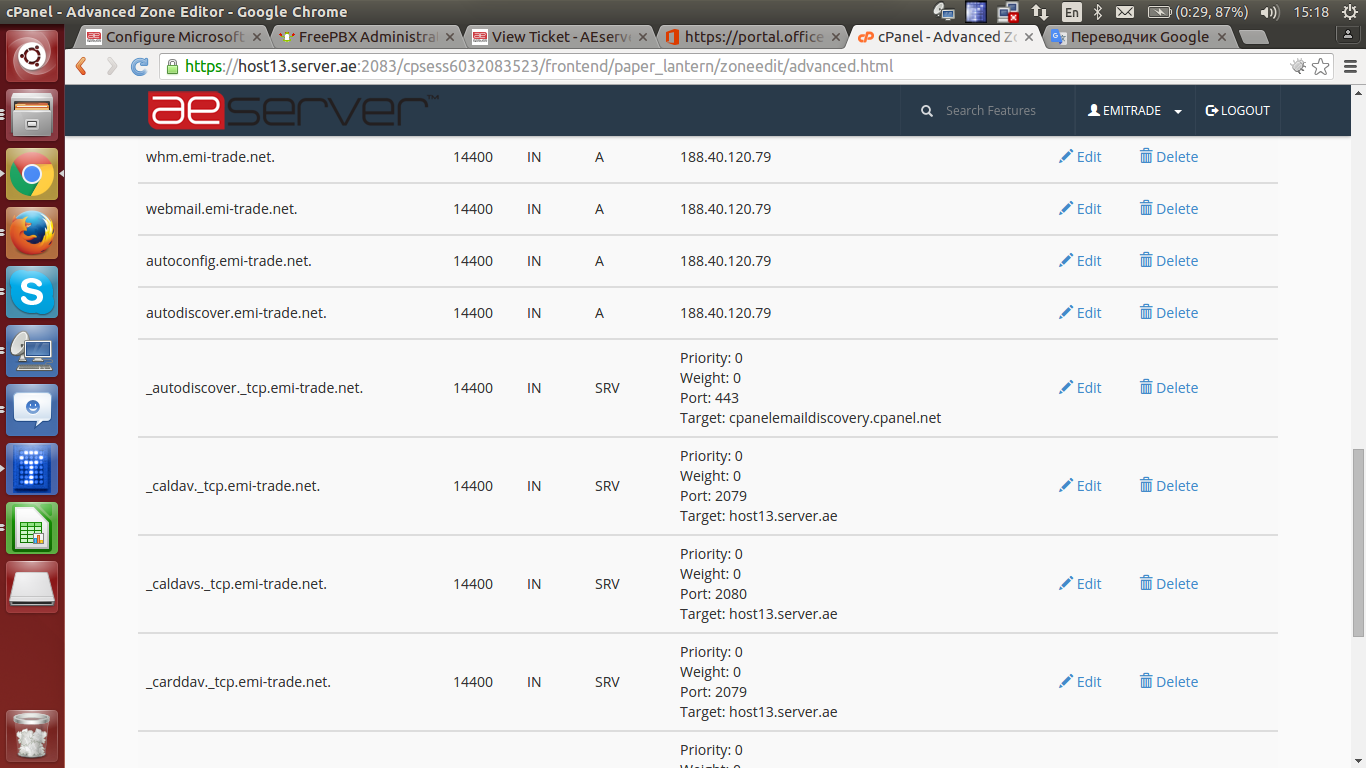 cPanel - Advanced Zone Editor - Google Chrome
En
(0:29, 87%)
15:18
Configure Microsoft
FreePBX Administra
View Ticket - AEserv
https://portal.office
cPanel - Advanced Zo
Переводчик Google
https://host13.server.ae:2083/cpsess6032083523/frontend/paper_lantern/zoneedit/advanced.html
aeserver™
Search Features
EMITRADE
LOGOUT
whm.emi-trade.net. 14400 IN A 188.40.120.79 Edit Delete
webmail.emi-trade.net. 14400 IN A 188.40.120.79 Edit Delete
autoconfig.emi-trade.net. 14400 IN A 188.40.120.79 Edit Delete
autodiscover.emi-trade.net. 14400 IN A 188.40.120.79 Edit Delete
Priority: 0
Weight: 0
_autodiscover._tcp.emi-trade.net. 14400 IN SRV Edit Delete
Port: 443
Target: cpanelemaildiscovery.cpanel.net
Priority: 0
Weight: 0
_caldav._tcp.emi-trade.net. 14400 IN SRV Edit Delete
Port: 2079
Target: host13.server.ae
Priority: 0
Weight: 0
_caldavs._tcp.emi-trade.net. 14400 IN SRV Edit Delete
Port: 2080
Target: host13.server.ae
Priority: 0
Weight: 0
_carddav._tcp.emi-trade.net. 14400 IN SRV Edit Delete
Port: 2079
Target: host13.server.ae
Priority: 0
Weight: 0